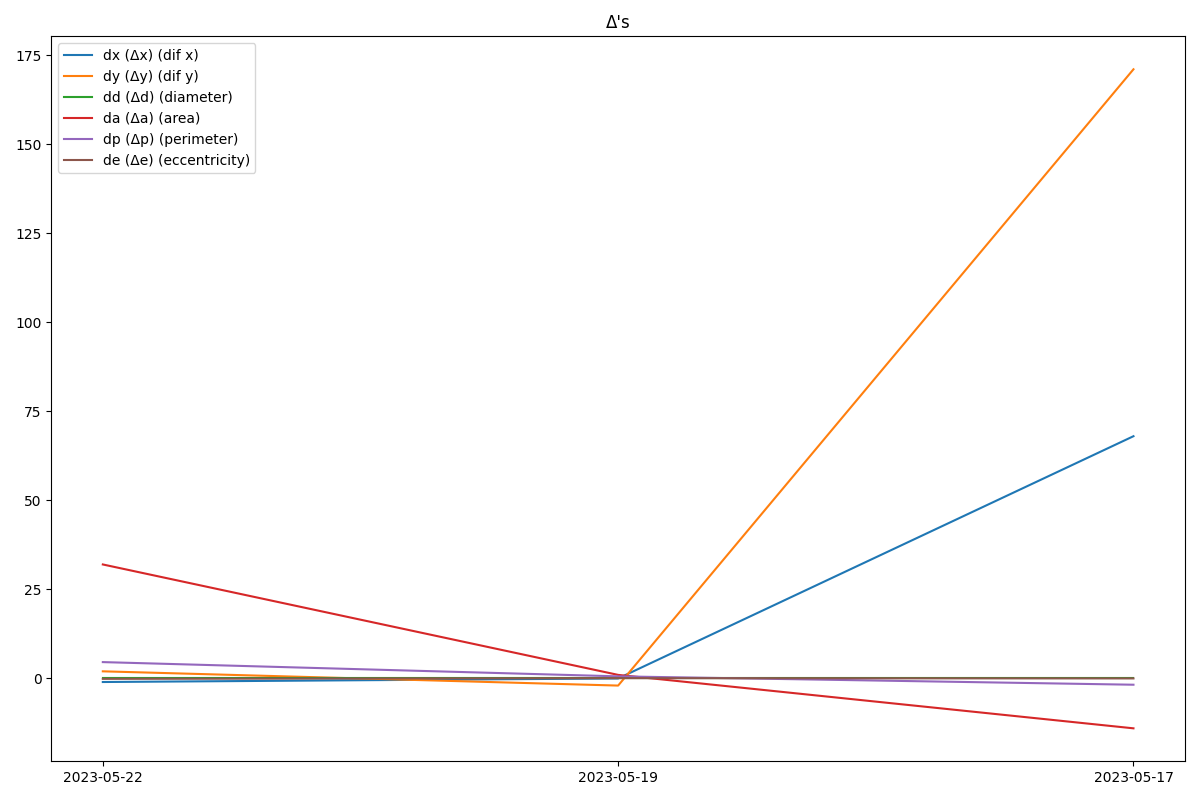 Δ's
dx (Δx) (dif x)
dy (Δy) (dif y)
dd (Δd) (diameter)
da (Δa) (area)
dp (Δp) (perimeter)
de (Δe) (eccentricity)
175
150
125
100
75
50
25
0
2023-05-22 2023-05-19 2023-05-17